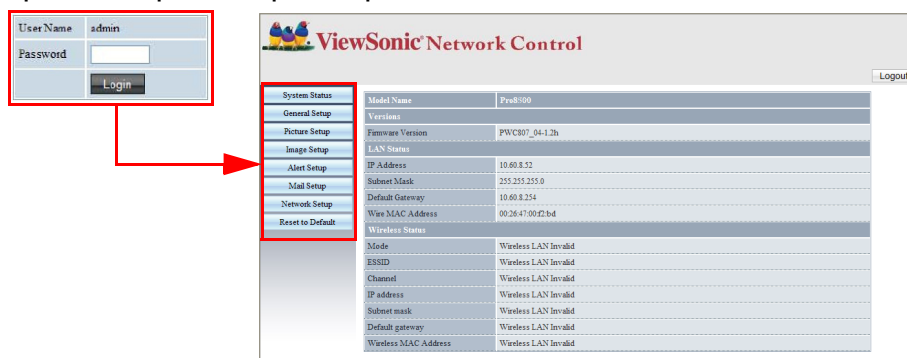 User Name admin
Password
Login
ViewSonic® Network Control
Logout
System Status
General Setup
Picture Setup
Image Setup
Alert Setup
Mail Setup
Network Setup
Reset to Default
Model Name Pro8500
Versions
Firmware Version PWC807_04-1.2h
LAN Status
IP Address 10.60.8.52
Subnet Mask 255.255.255.0
Default Gateway 10.60.8.254
Wire MAC Address 00:26:47:00:f2:bd
Wireless Status
Mode Wireless LAN Invalid
ESSID Wireless LAN Invalid
Channel Wireless LAN Invalid
IP address Wireless LAN Invalid
Subnet mask Wireless LAN Invalid
Default gateway Wireless LAN Invalid
Wireless MAC Address Wireless LAN Invalid